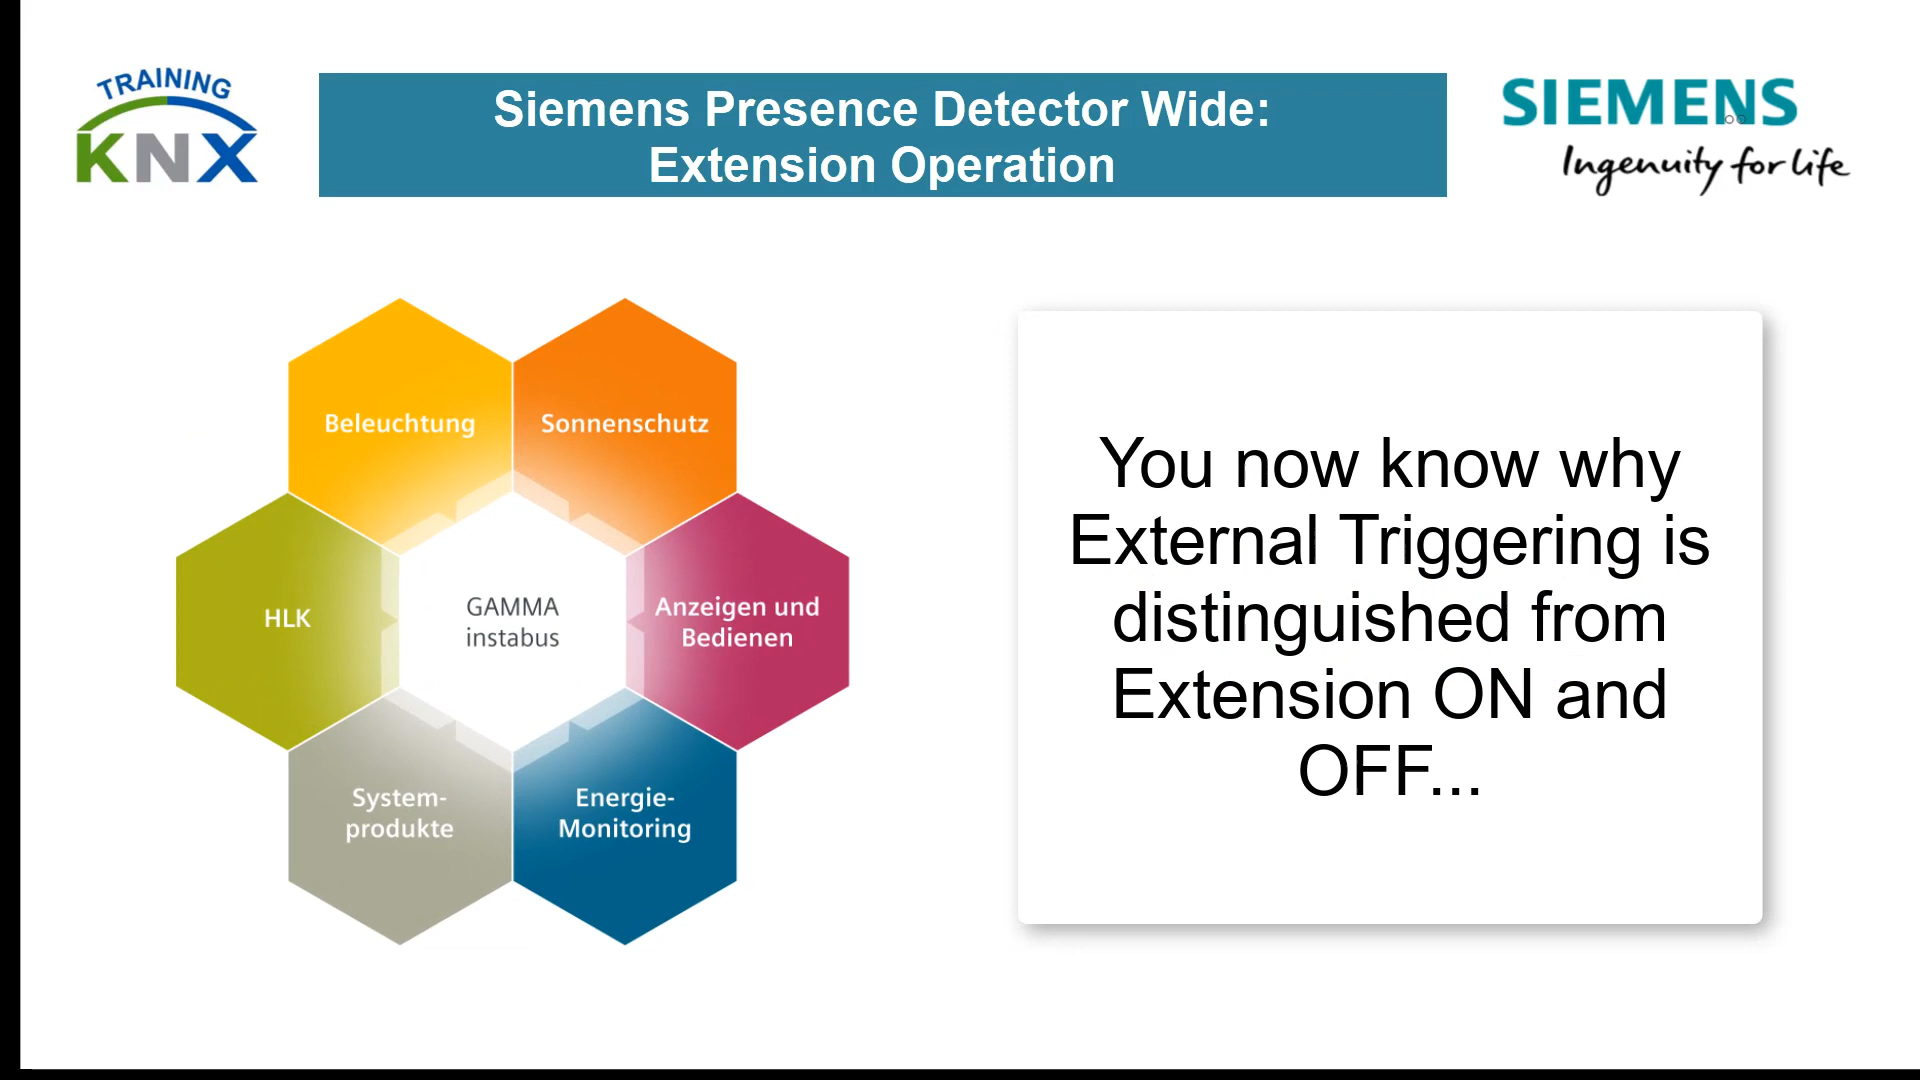 TRAINING
KNX
Siemens Presence Detector Wide:
Extension Operation
SIEMENS
Ingenuity for life
Beleuchtung
Sonnenschutz
HLK
GAMMA
instabus
Anzeigen und
Bedienen
System-
produkte
Energie-
Monitoring
You now know why
External Triggering is
distinguished from
Extension ON and
OFF...